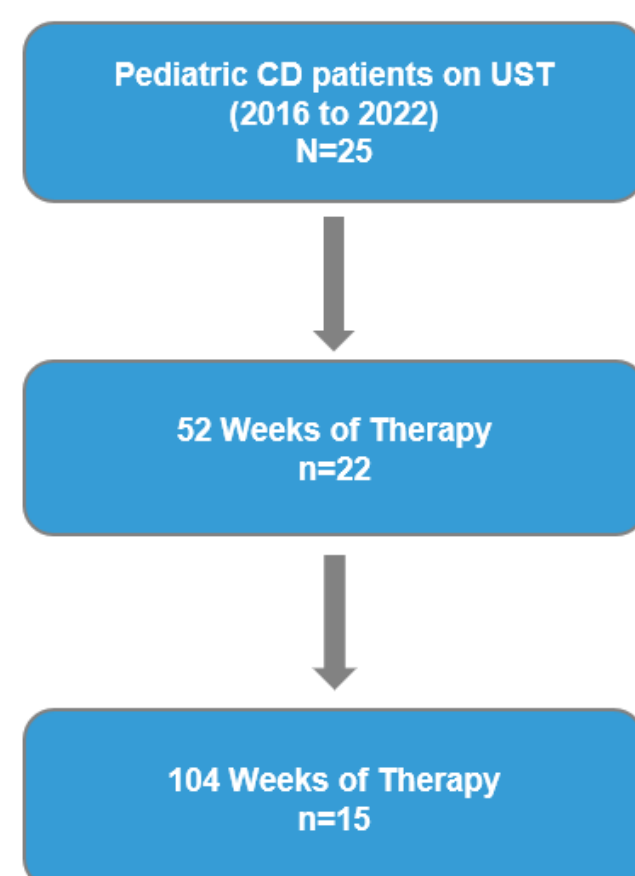 Pediatric CD patients on UST
(2016 to 2022)
N=25
52 Weeks of Therapy
n=22
104 Weeks of Therapy
n=15